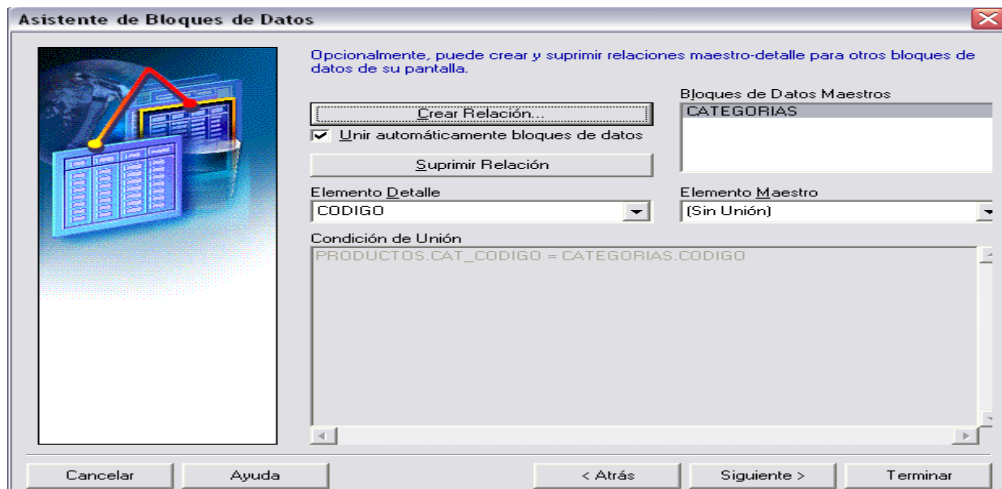 Asistente de Bloques de Datos
Opcionalmente, puede crear y suprimir relaciones maestro-detalle para otros bloques de
datos de su pantalla.
Bloques de Datos Maestros
Crear Relación...
CATEGORIAS
Unir automáticamente bloques de datos
Suprimir Relación
Elemento Detalle
Elemento Maestro
CODIGO
(Sin Unión)
Condición de Unión
PRODUCTOS.CAT_CODIGO = CATEGORIAS.CODIGO
Cancelar
Ayuda
< Atrás
Siguiente >
Terminar